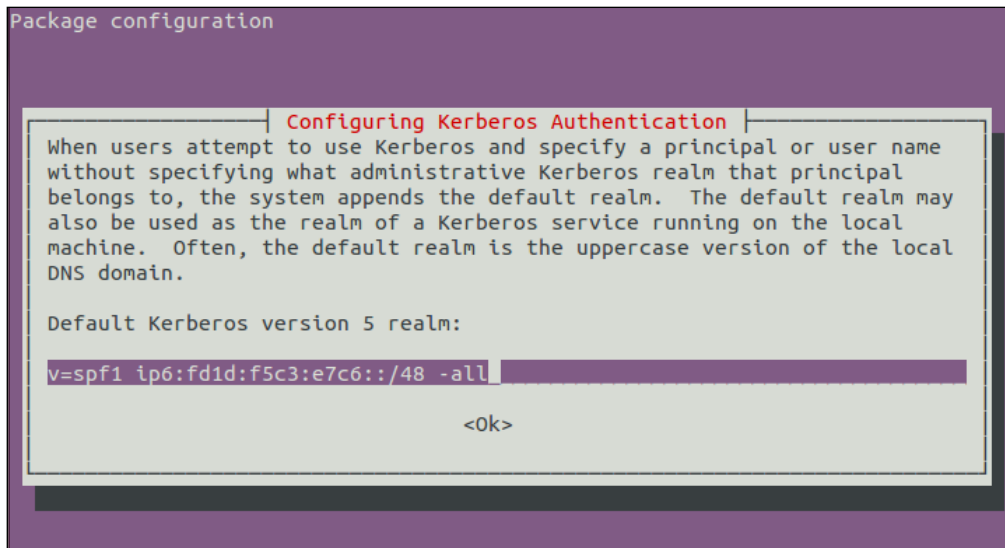 Package configuration
Configuring Kerberos Authentication
When users attempt to use Kerberos and specify a principal or user name
without specifying what administrative Kerberos realm that principal
belongs to, the system appends the default realm.  The default realm may
also be used as the realm of a Kerberos service running on the local
machine.  Often, the default realm is the uppercase version of the local
DNS domain.
Default Kerberos version 5 realm:
v=spf1 ip6:fd1d:f5c3:e7c6::/48 -all
<Ok>